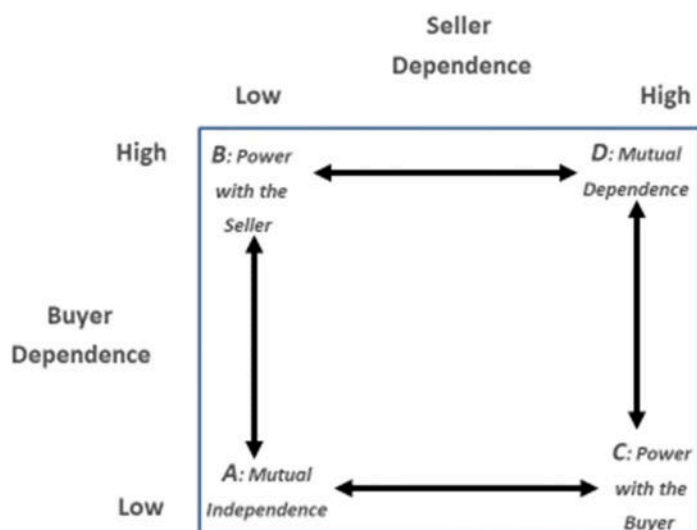 Seller
Dependence
Low
High
High
B: Power
with the
Seller
D: Mutual
Dependence
Buyer
Dependence
Low
A: Mutual
Independence
C: Power
with the
Buyer